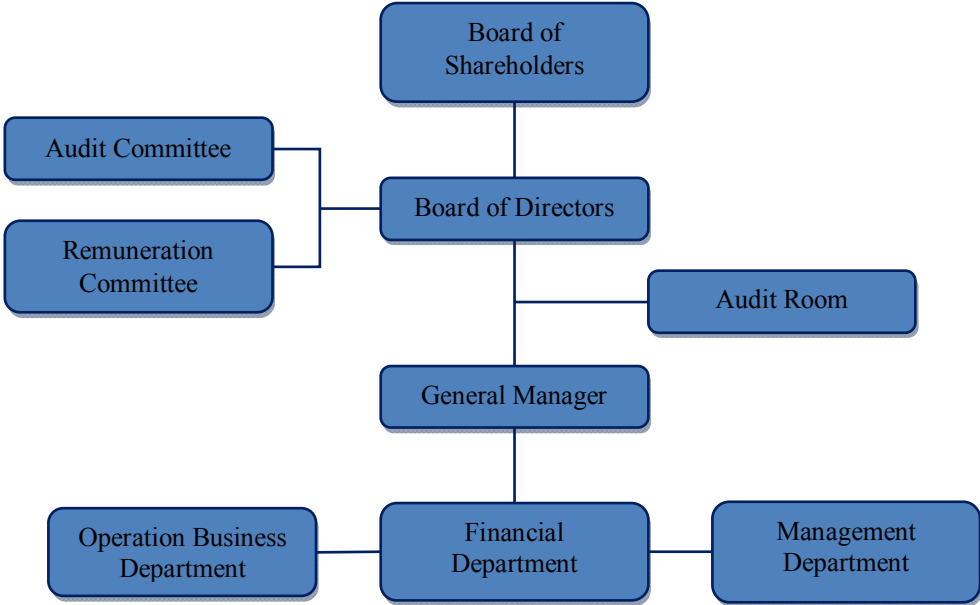 Board of
Shareholders
Audit Committee
Board of Directors
Remuneration
Committee
Audit Room
General Manager
Operation Business
Department
Financial
Department
Management
Department